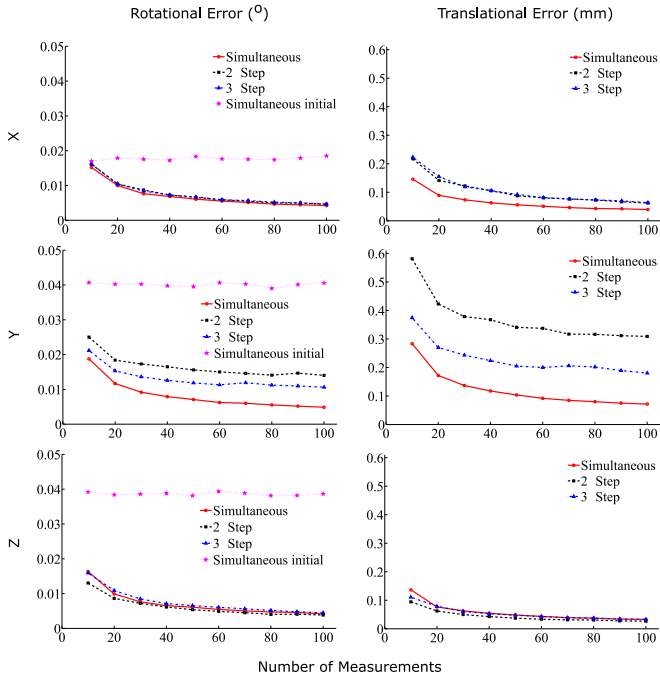 Rotational Error (O)
Translational Error (mm)
X
0.05
0.04
0.03
0.02
0.01
0
0 20 40 60 80 100
Simultaneous
2 Step
3 Step
Simultaneous initial
0.6
0.5
0.4
0.3
0.2
0.1
0
0 20 40 60 80 100
Simultaneous
2 Step
3 Step
Y
0.05
0.04
0.03
0.02
0.01
0
0 20 40 60 80 100
Simultaneous
2 Step
3 Step
Simultaneous initial
0.6
0.5
0.4
0.3
0.2
0.1
0
0 20 40 60 80 100
Simultaneous
2 Step
3 Step
Z
0.05
0.04
0.03
0.02
0.01
0
0 20 40 60 80 100
Simultaneous
2 Step
3 Step
Simultaneous initial
0.6
0.5
0.4
0.3
0.2
0.1
0
0 20 40 60 80 100
Simultaneous
2 Step
3 Step
Number of Measurements